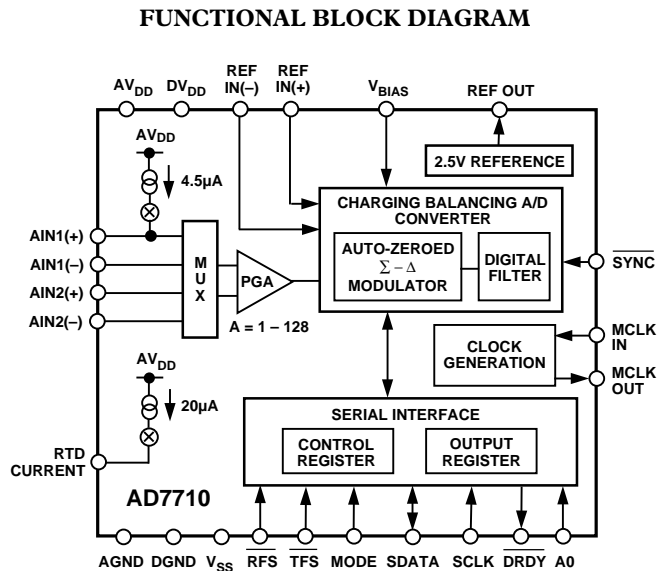 FUNCTIONAL BLOCK DIAGRAM
AVDD
DVDD
REF
IN(–)
REF
IN(+)
VBIAS
REF OUT
AVDD
4.5µA
2.5V REFERENCE
CHARGING BALANCING A/D
CONVERTER
AUTO-ZEROED
Σ – Δ
MODULATOR
DIGITAL
FILTER
AIN1(+)
AIN1(–)
AIN2(+)
AIN2(–)
MUX
PGA
A = 1 – 128
SYNC
CLOCK
GENERATION
MCLK
IN
MCLK
OUT
AVDD
20µA
RTD
CURRENT
SERIAL INTERFACE
CONTROL
REGISTER
OUTPUT
REGISTER
AD7710
AGND
DGND
VSS
RFS
TFS
MODE
SDATA
SCLK
DRDY
A0